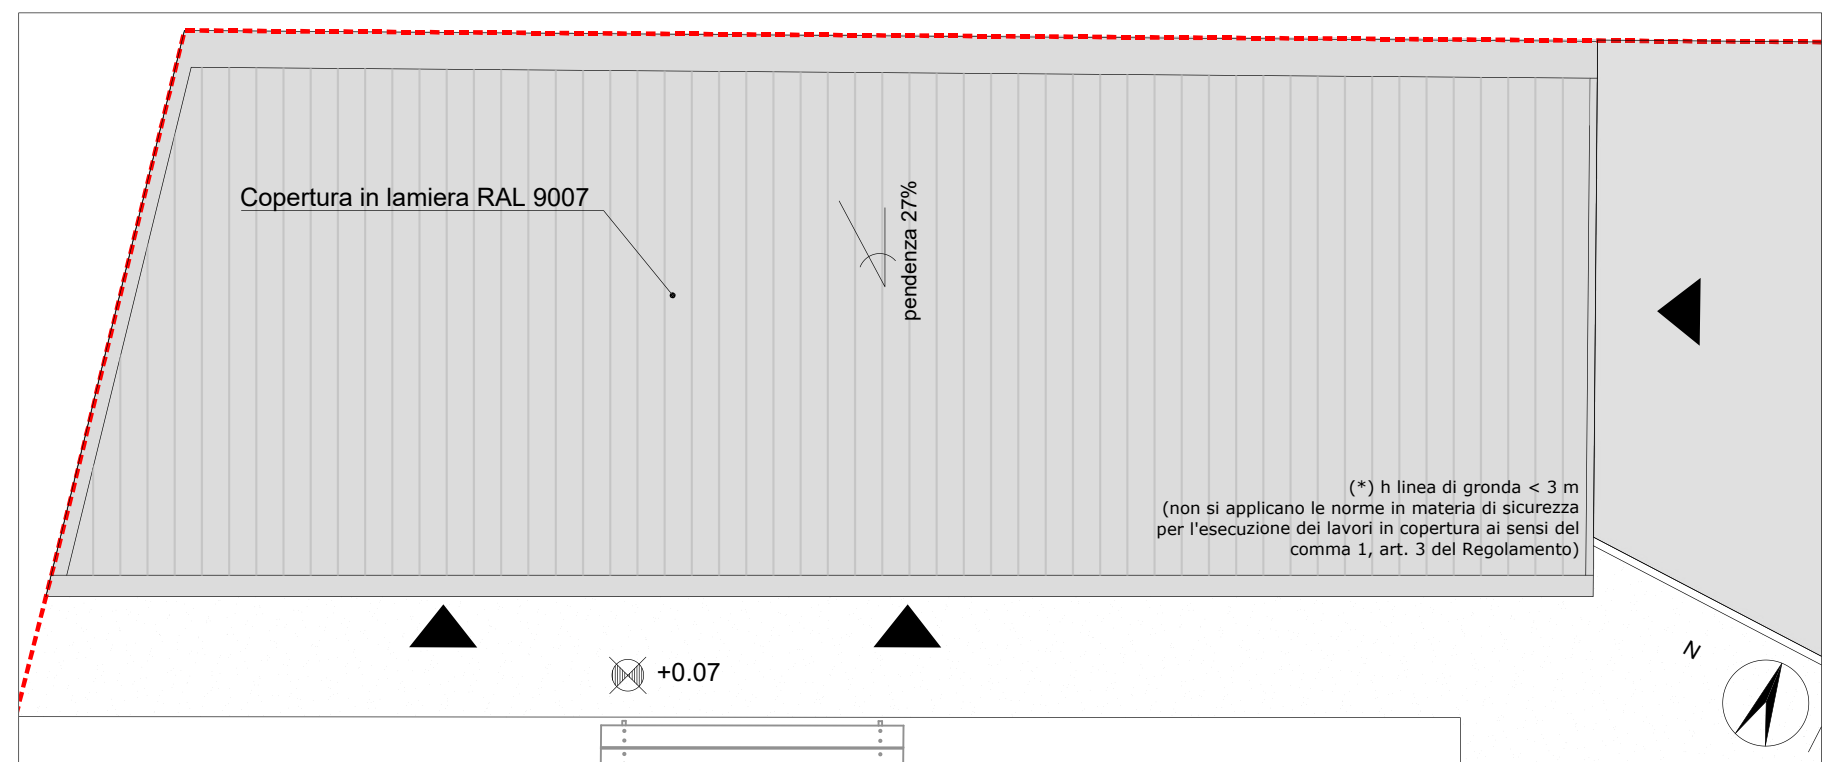 Copertura in lamiera RAL 9007
pendenza 27%
(*) h linea di gronda < 3 m
(non si applicano le norme in materia di sicurezza
per l'esecuzione dei lavori in copertura ai sensi del
comma 1, art. 3 del Regolamento)
+0.07
N